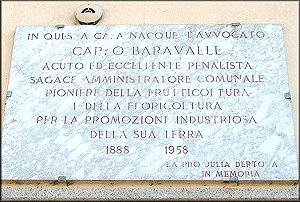 IN QUESTA CASA NACQUE L'AVVOCATO
CARLO BARAVALLE
ACUTO ED ECCELLENTE PENALISTA
SAGACE AMMINISTRATORE COMUNALE
PIONIERE DELLA FRUTTICOLTURA
E DELLA FLORICOLTURA
PER LA PROMOZIONE INDUSTRIOSA
DELLA SUA TERRA
1888 1958
LA PRO JULIA DERTONA
IN MEMORIA